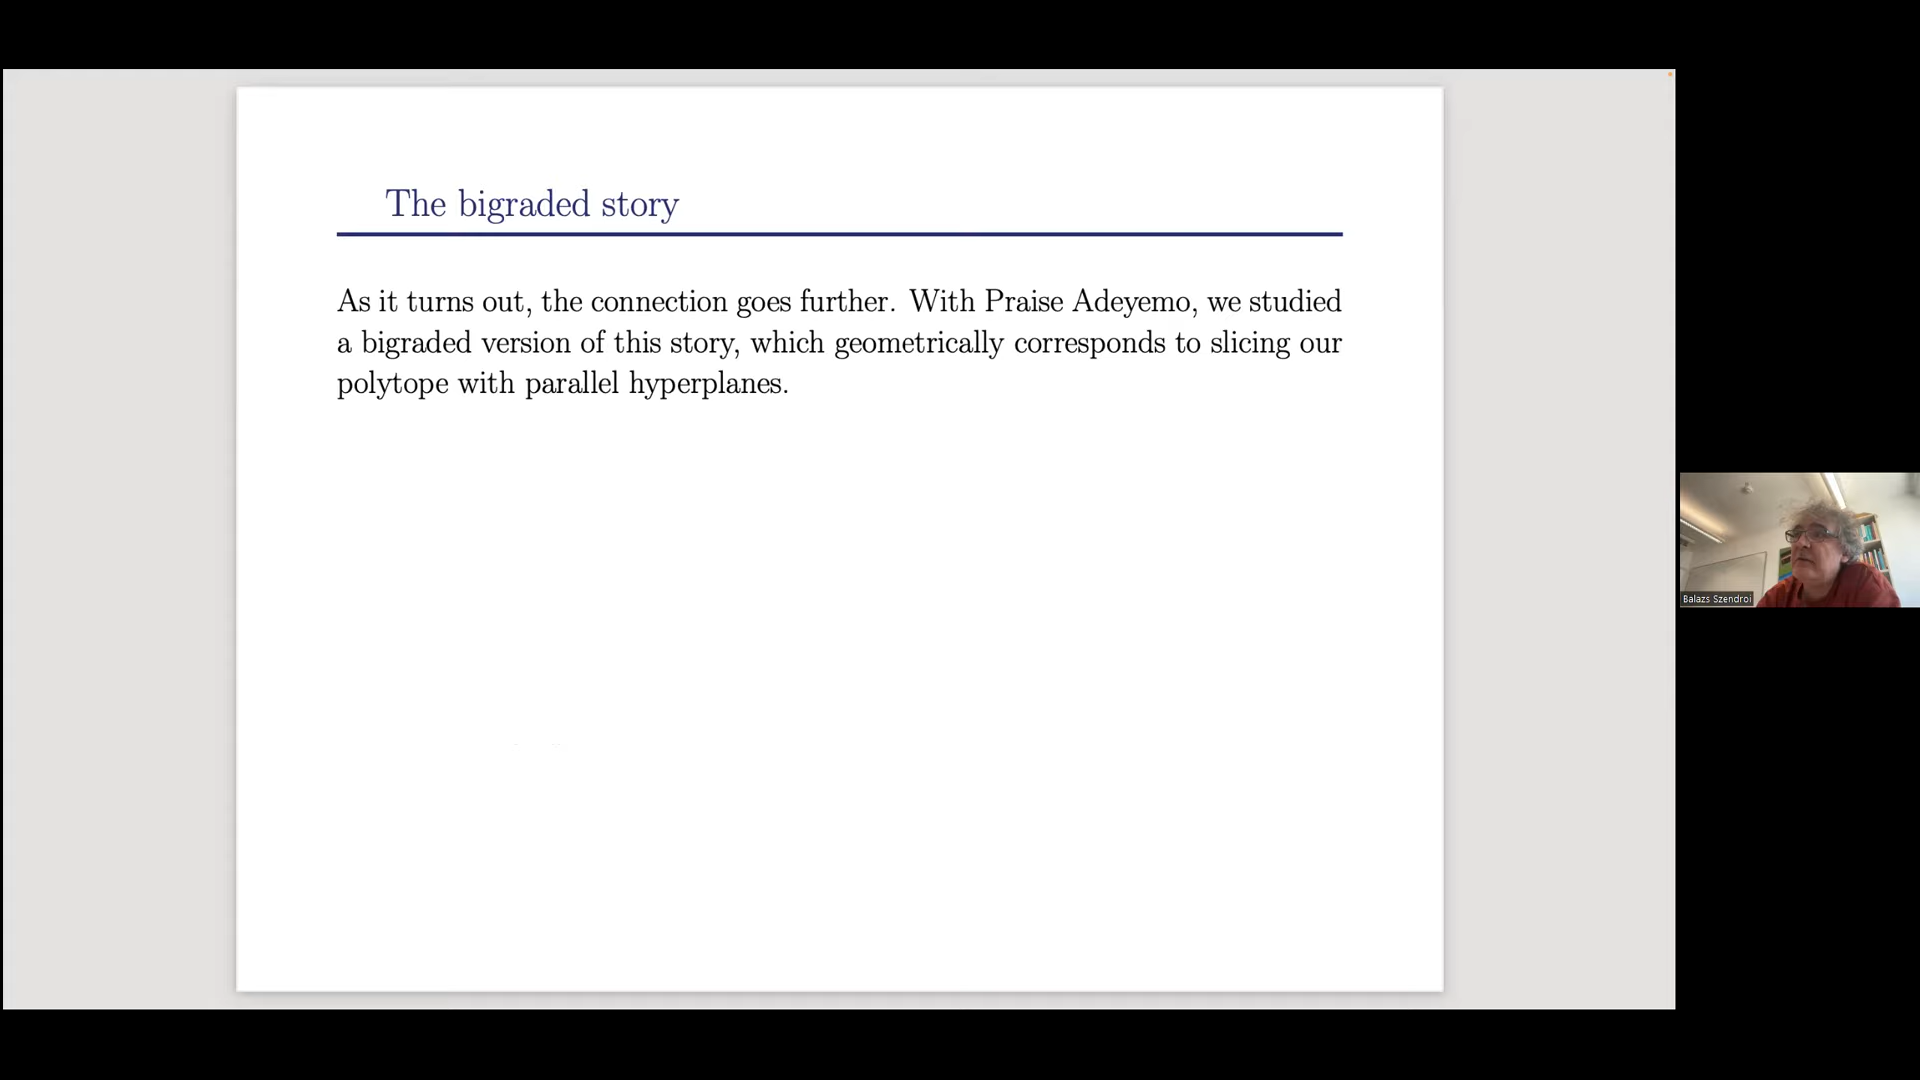 The bigraded story
As it turns out, the connection goes further. With Praise Adeyemo, we studied
a bigraded version of this story, which geometrically corresponds to slicing our
polytope with parallel hyperplanes.
Balazs Szendroi